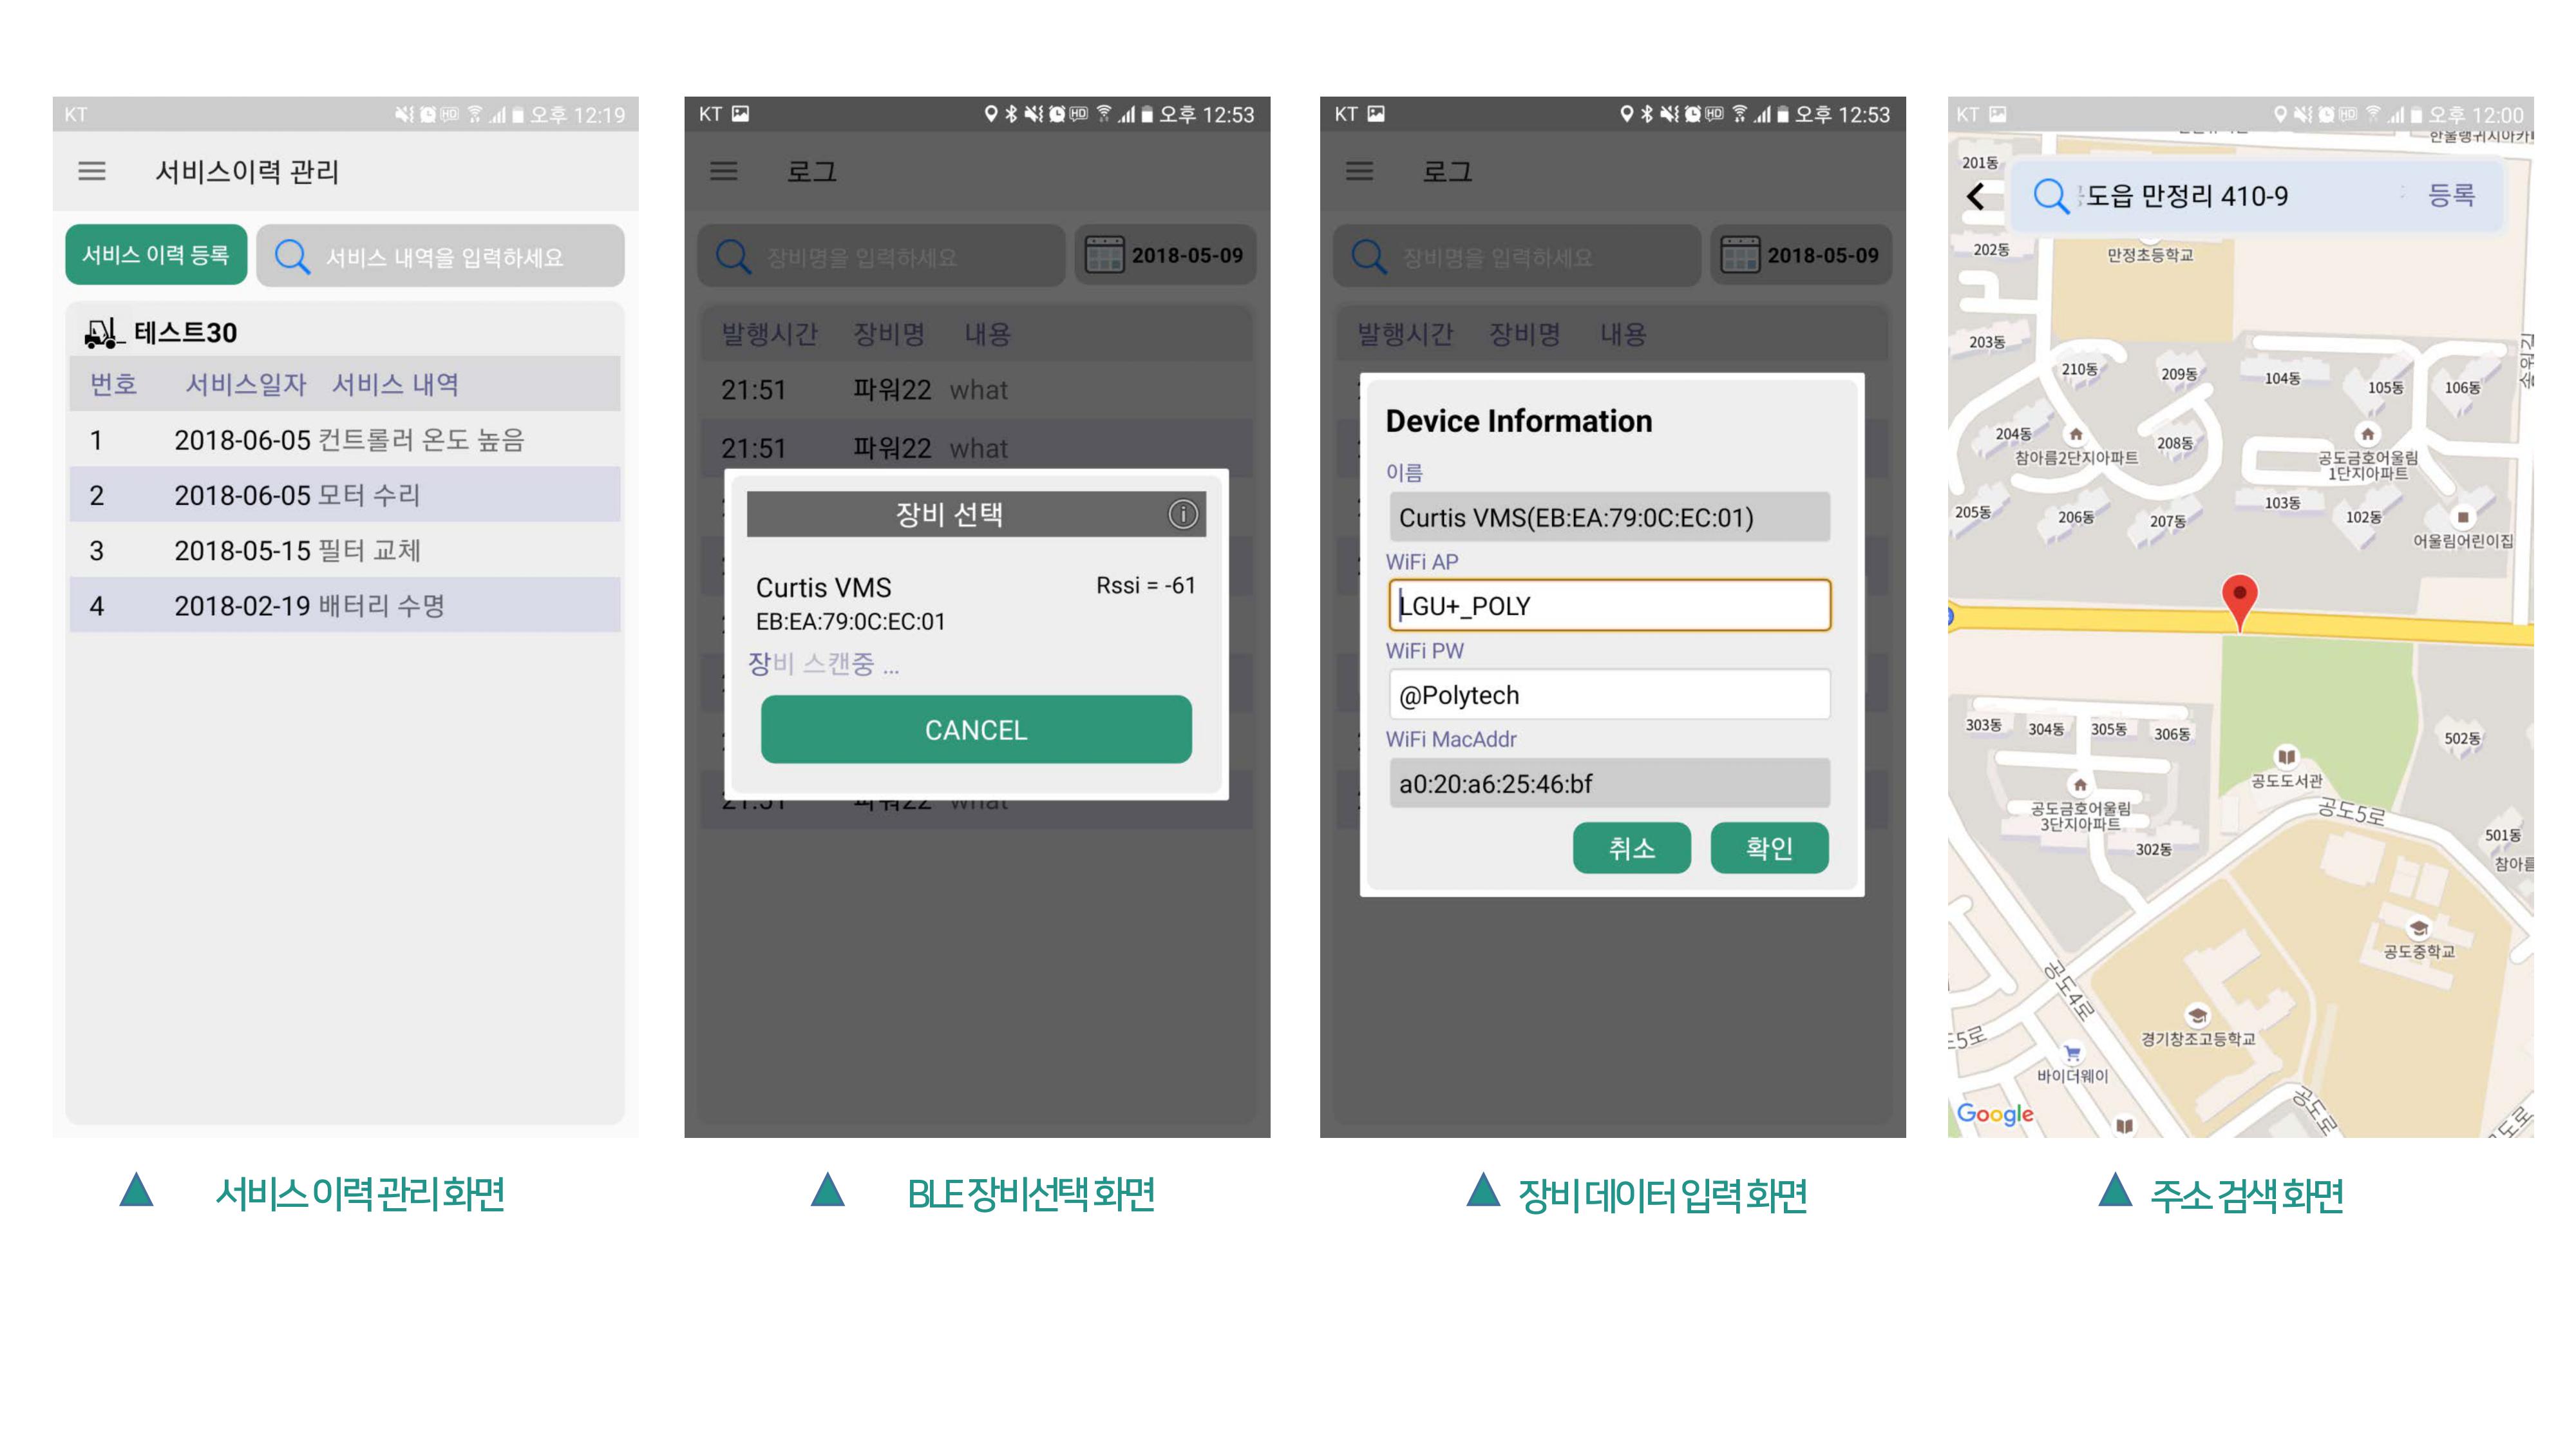 KT
오후 12:19
서비스이력 관리
서비스 이력 등록
서비스 내역을 입력하세요
테스트30
번호 서비스일자 서비스 내역
1 2018-06-05 컨트롤러 온도 높음
2 2018-06-05 모터 수리
3 2018-05-15 필터 교체
4 2018-02-19 배터리 수명
▲ 서비스 이력 관리 화면
KT
HD
오후 12:53
로그
장비명을 입력하세요
2018-05-09
발행시간 장비명 내용
21:51 파워22 what
21:51 파워22 what
장비 선택
Curtis VMS
Rssi = -61
EB:EA:79:0C:EC:01
장비 스캔중 ...
CANCEL
21:51 파워22 what
▲ BLE 장비선택 화면
KT
HD
오후 12:53
로그
장비명을 입력하세요
2018-05-09
발행시간 장비명 내용
Device Information
이름
Curtis VMS(EB:EA:79:0C:EC:01)
WiFi AP
LGU+_POLY
WiFi PW
@Polytech
WiFi MacAddr
a0:20:a6:25:46:bf
취소
확인
▲ 장비 데이터 입력 화면
KT
오후 12:00
201동
도읍 만정리 410-9
등록
202동
만정초등학교
203동
210동
209동
104동
105동
106동
204동
208동
참아름2단지아파트
공도금호어울림
1단지아파트
205동
206동
207동
103동
102동
어울림어린이집
303동
304동
305동
306동
502동
공도도서관
공도금호어울림
3단지아파트
공도5로
501동
302동
참아름
공도중학교
공도4로
경기창조고등학교
5로
바이더웨이
공도로
Google
도로
▲ 주소 검색 화면